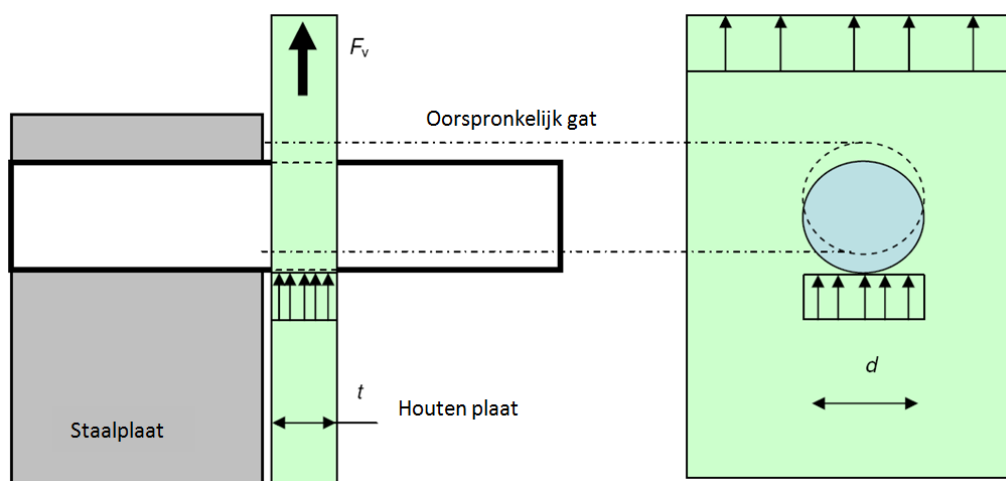 Fv
Oorspronkelijk gat
d
t
Houten plaat
Staalplaat